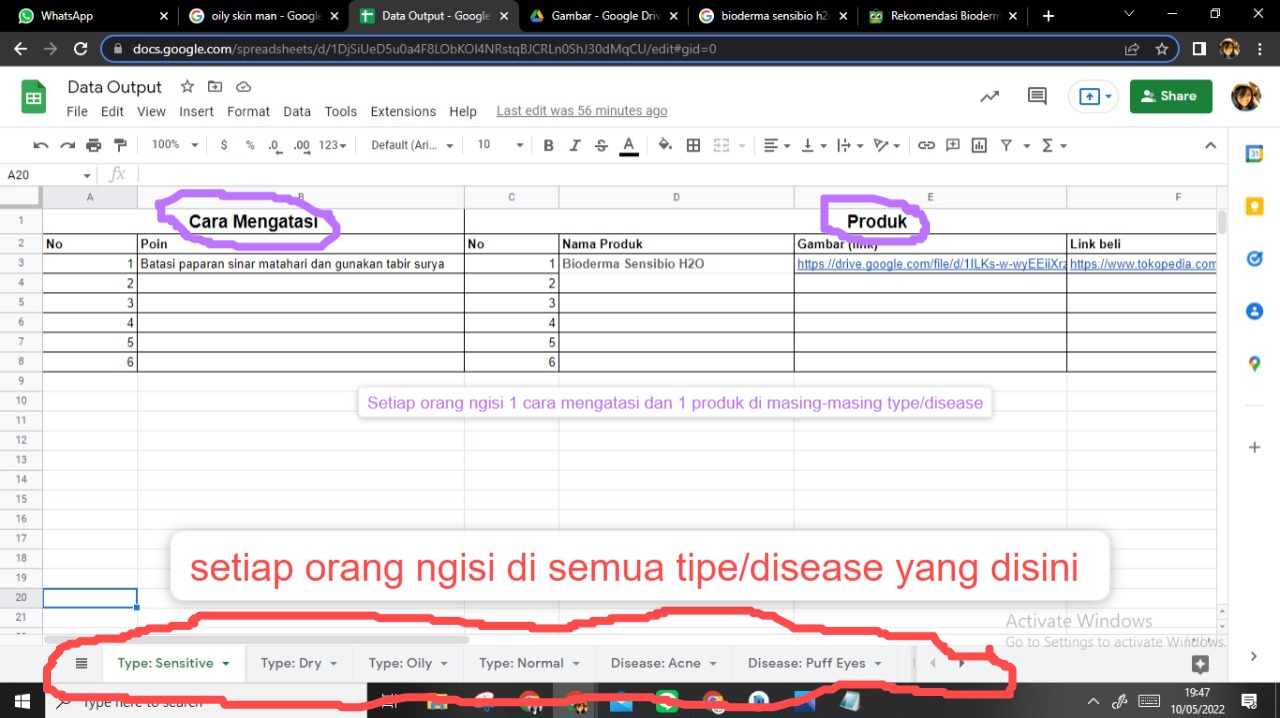 WhatsApp
oily skin man - Google
Data Output - Google
Gambar - Google Driv
bioderma sensibio h2
Rekomendasi Bioderm
docs.google.com/spreadsheets/d/1DjSiUeD5u0a4F8LObKOI4NRstqBJCRLn0ShJ30dMqCU/edit#gid=0
Data Output
File Edit View Insert Format Data Tools Extensions Help Last edit was 56 minutes ago
Share
100% $ % .0 .00 123 Default (Ari... 10 B I S A
A20 fx
A B C D E F
1 Cara Mengatasi Produk
2 No Poin No Nama Produk Gambar (link) Link beli
3 1 Batasi paparan sinar matahari dan gunakan tabir surya 1 Bioderma Sensibio H2O https://drive.google.com/file/d/1ILKs-w-wyEEiiXrz https://www.tokopedia.com
4 2 2
5 3 3
6 4 4
7 5 5
8 6 6
9
10 Setiap orang ngisi 1 cara mengatasi dan 1 produk di masing-masing type/disease
11
12
13
14
15
16
17
18 setiap orang ngisi di semua tipe/disease yang disini
19
20
21
Activate Windows
Go to Settings to activate Windows.
Type: Sensitive Type: Dry Type: Oily Type: Normal Disease: Acne Disease: Puff Eyes
Type here to search
19:47
10/05/2022